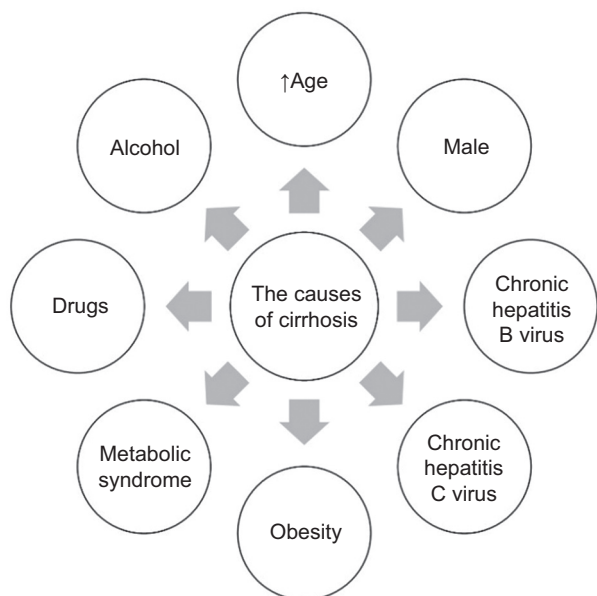 ↑Age
Male
Chronic
hepatitis
B virus
Chronic
hepatitis
C virus
Obesity
Metabolic
syndrome
Drugs
Alcohol
The causes
of cirrhosis